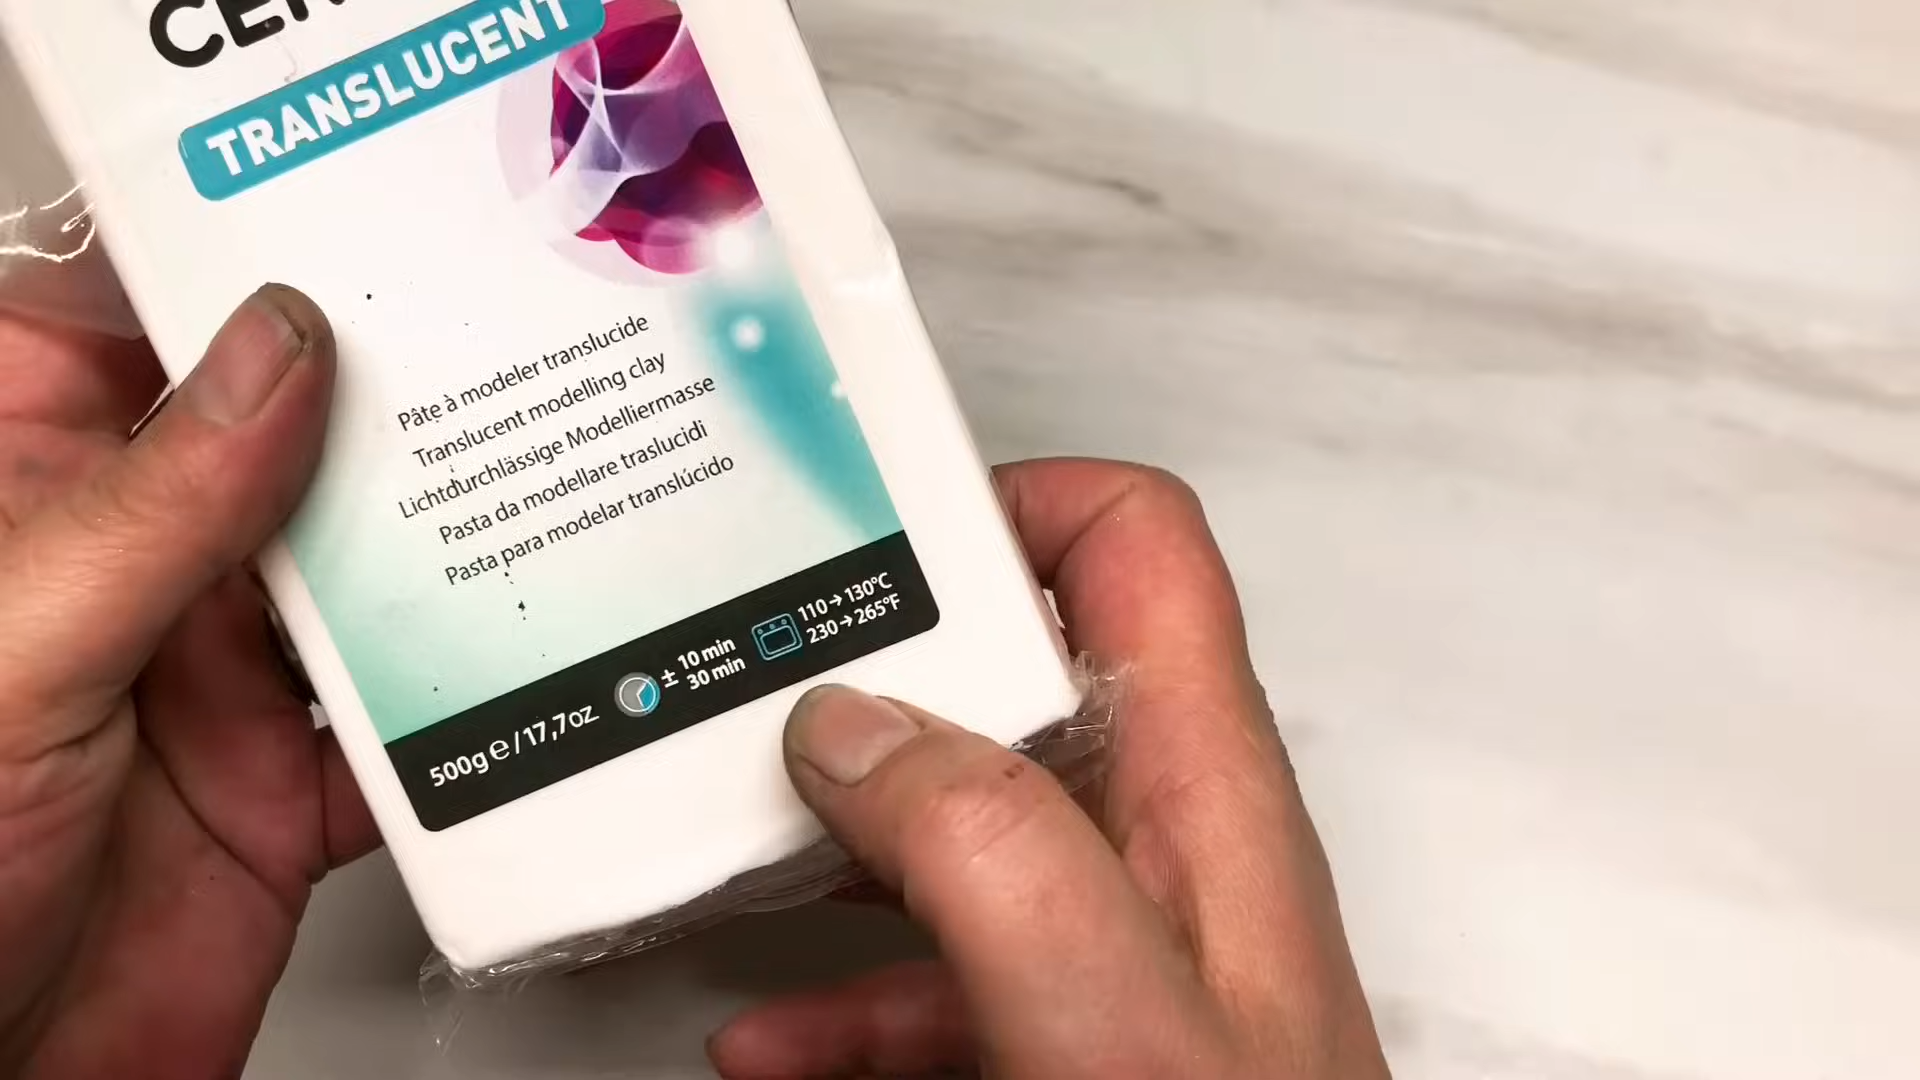 TRANSLUCENT
Pâte à modeler translucide
Translucent modelling clay
Lichtdurchlässige Modelliermasse
Pasta da modellare traslucidi
Pasta para modelar translúcido
500g℮/17,7oz
± 10 min
30 min
110→130°C
230→265°F